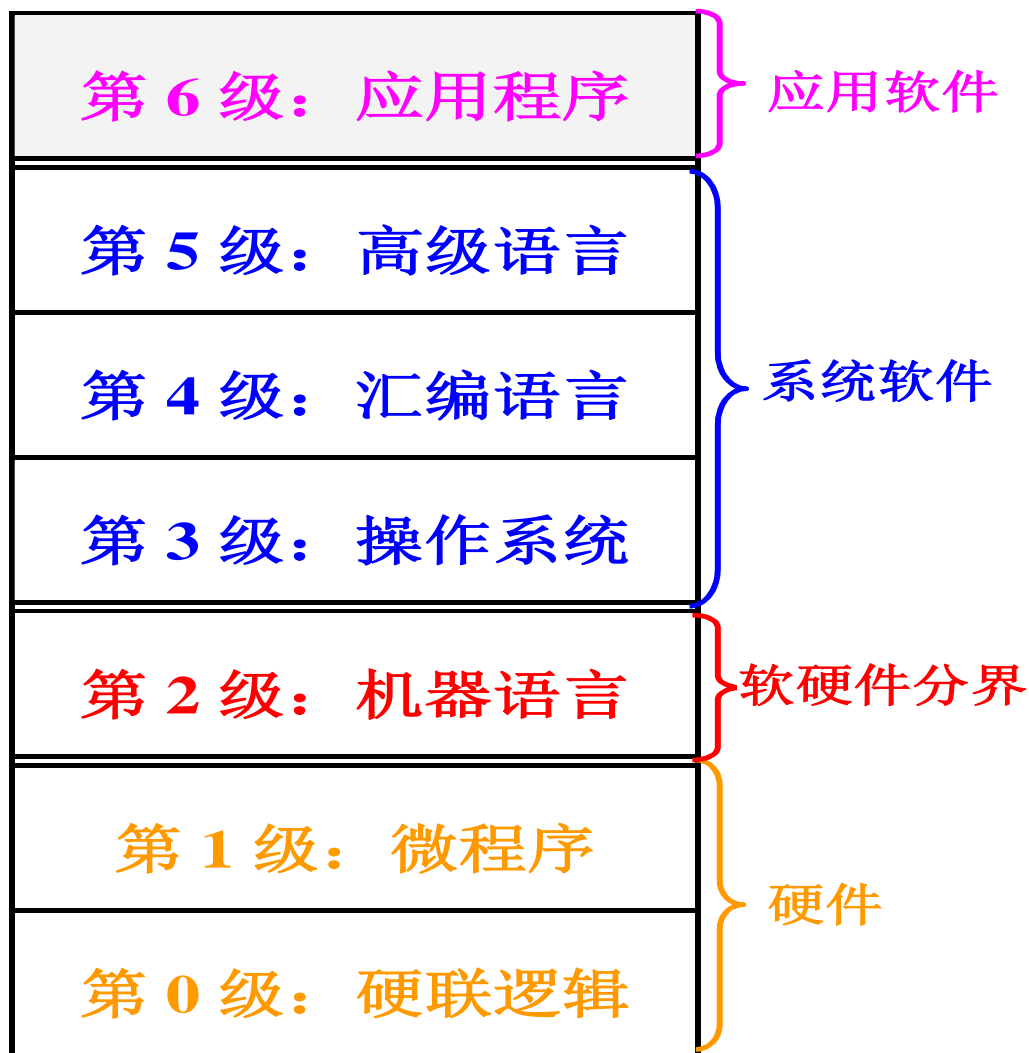 第 6 级：应用程序
应用软件
第 5 级：高级语言
第 4 级：汇编语言
系统软件
第 3 级：操作系统
第 2 级：机器语言
软硬件分界
第 1 级：微程序
硬件
第 0 级：硬联逻辑